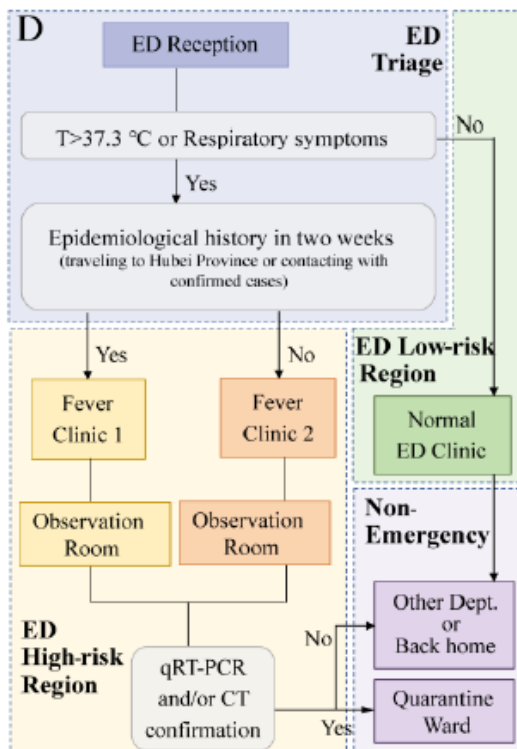 D
ED Reception
ED
Triage
T>37.3 ℃ or Respiratory symptoms
No
Yes
Epidemiological history in two weeks
(traveling to Hubei Province or contacting with
confirmed cases)
Yes
No
ED Low-risk
Region
Fever
Clinic 1
Fever
Clinic 2
Normal
ED Clinic
Observation
Room
Observation
Room
Non-
Emergency
ED
High-risk
Region
qRT-PCR
and/or CT
confirmation
No
Yes
Other Dept.
or
Back home
Quarantine
Ward